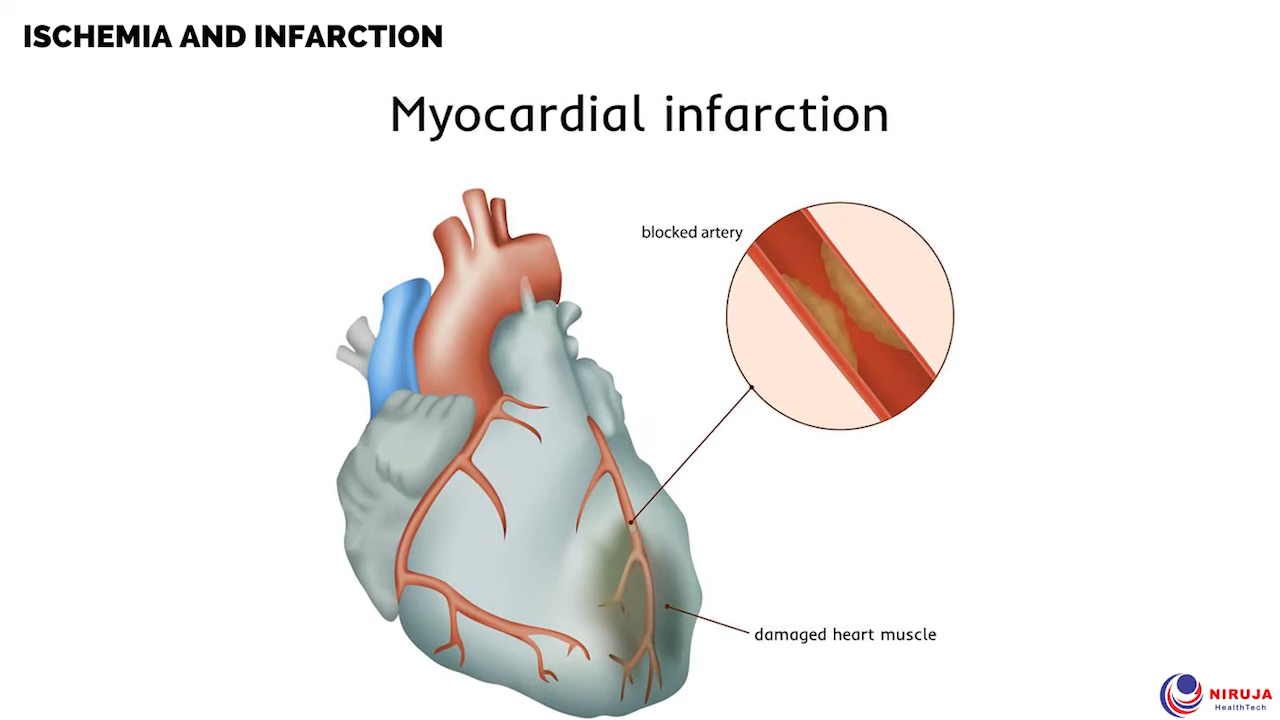 ISCHEMIA AND INFARCTION
Myocardial infarction
blocked artery
damaged heart muscle
NIRUJA
HealthTech